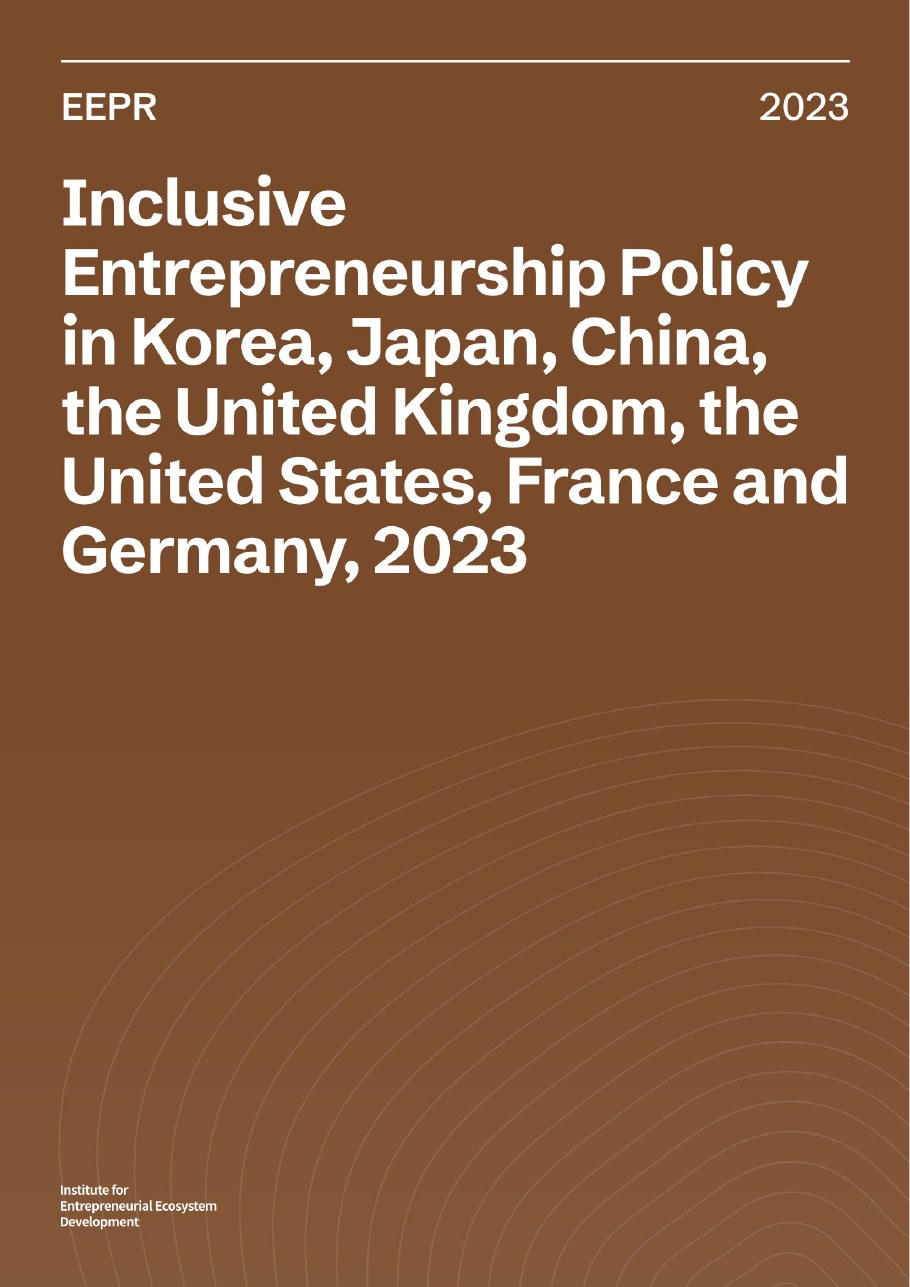 EEPR
2023
Inclusive
Entrepreneurship Policy
in Korea, Japan, China,
the United Kingdom, the
United States, France and
Germany, 2023
Institute for
Entrepreneurial Ecosystem
Development